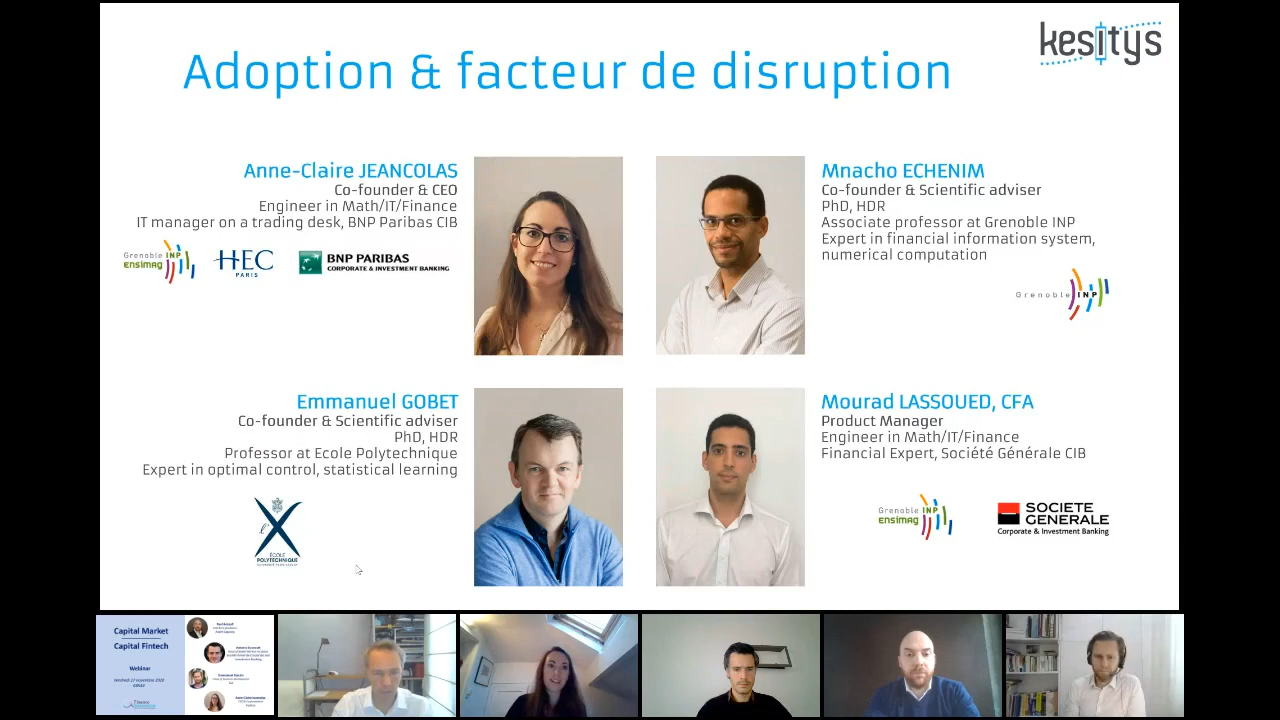 kesitys
Adoption & facteur de disruption
Anne-Claire JEANCOLAS
Co-founder & CEO
Engineer in Math/IT/Finance
IT manager on a trading desk, BNP Paribas CIB
Grenoble INP
ensimag
HEC
PARIS
BNP PARIBAS
CORPORATE & INVESTMENT BANKING
Mnacho ECHENIM
Co-founder & Scientific adviser
PhD, HDR
Associate professor at Grenoble INP
Expert in financial information system,
numerical computation
Grenoble INP
Emmanuel GOBET
Co-founder & Scientific adviser
PhD, HDR
Professor at Ecole Polytechnique
Expert in optimal control, statistical learning
ÉCOLE
POLYTECHNIQUE
Mourad LASSOUED, CFA
Product Manager
Engineer in Math/IT/Finance
Financial Expert, Société Générale CIB
Grenoble INP
ensimag
SOCIETE
GENERALE
Corporate & Investment Banking
Capital Market
Capital Fintech
Webinar